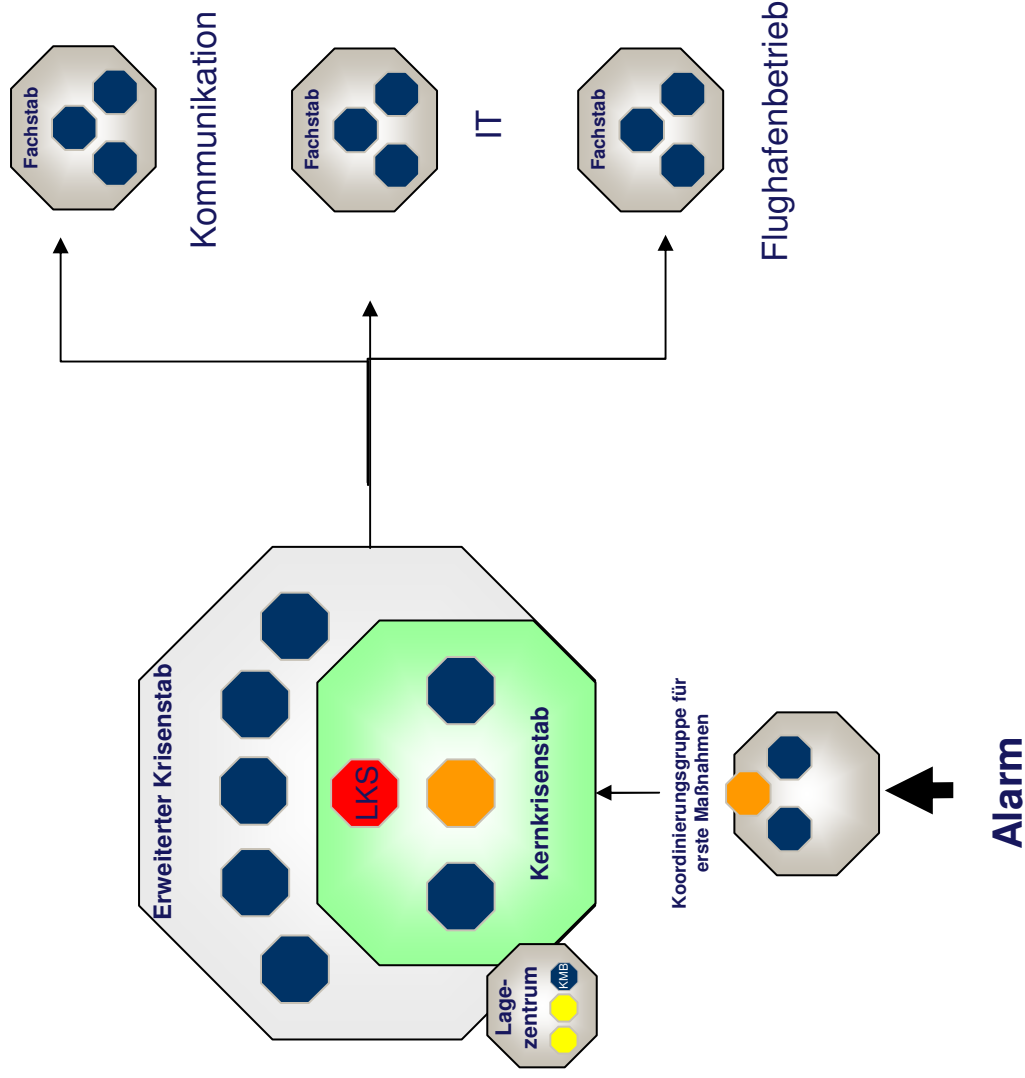 Erweiterter Krisenstab
LKS
Kernkrisenstab
Lage-
zentrum
KMB
Koordinierungsgruppe für
erste Maßnahmen
Alarm
Fachstab
Kommunikation
Fachstab
IT
Fachstab
Flughafenbetrieb